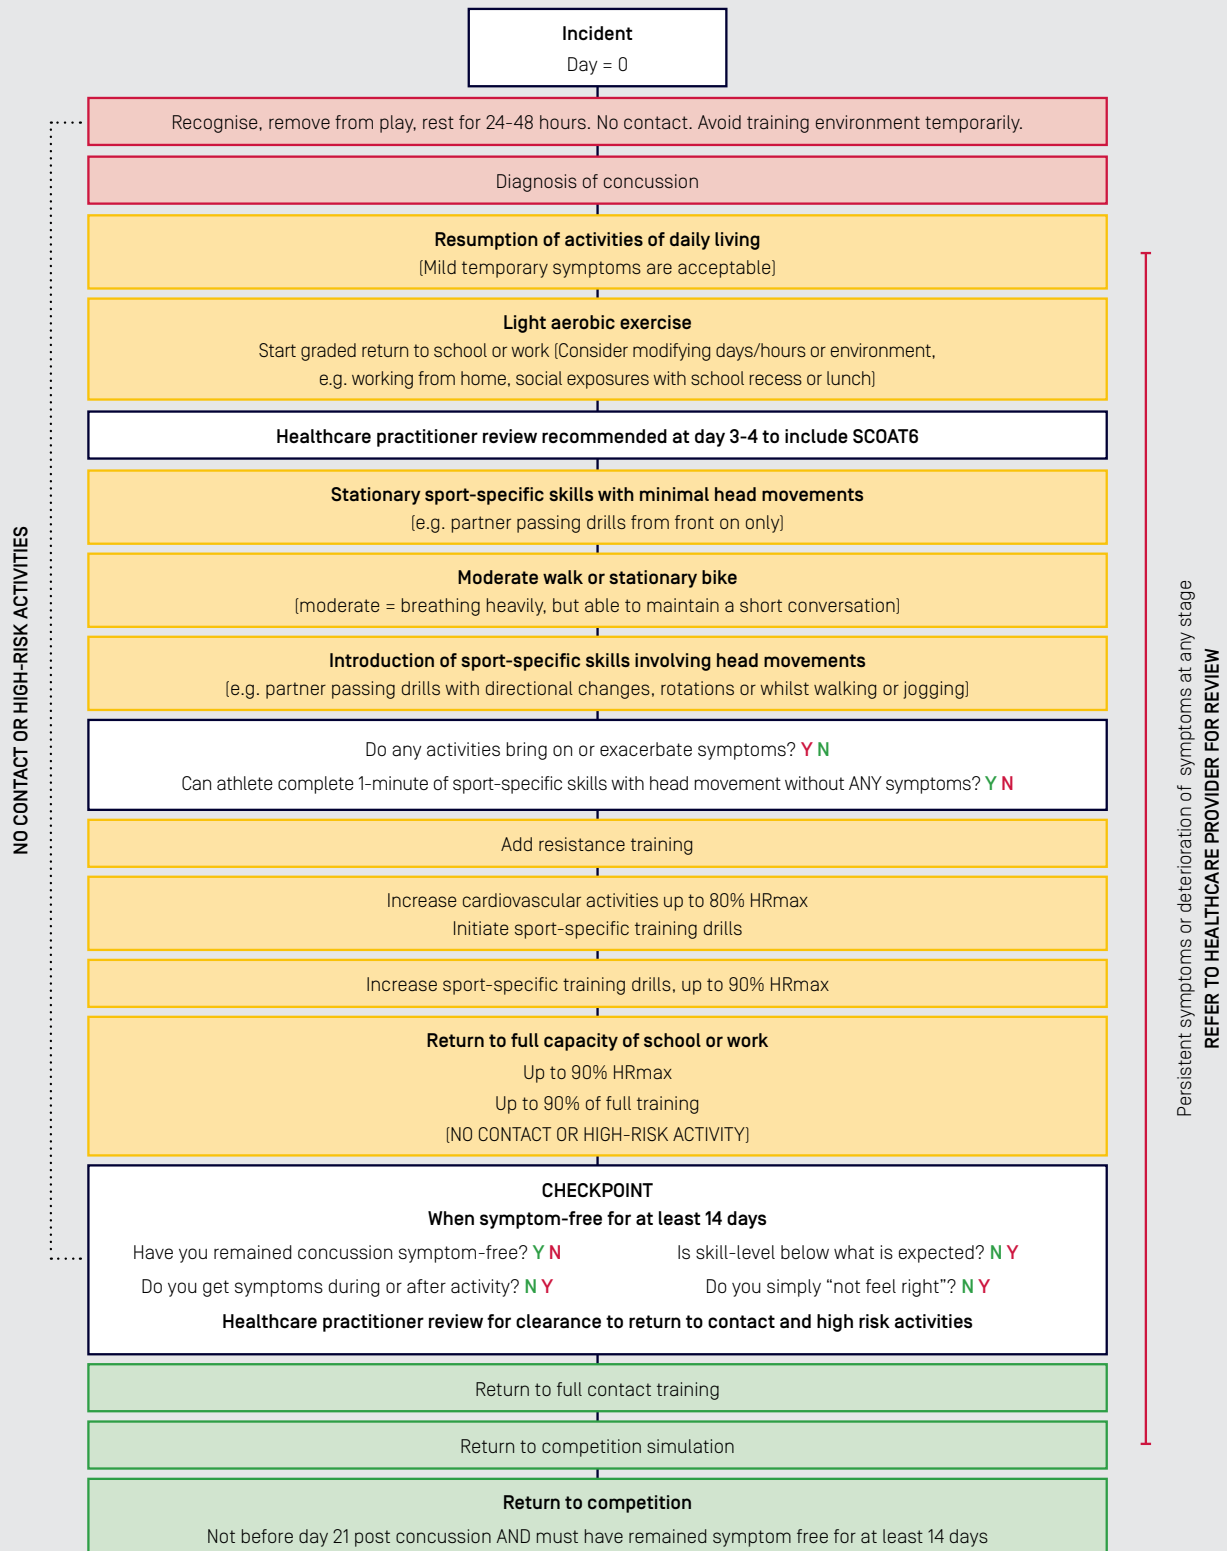 Incident
Day = 0
Recognise, remove from play, rest for 24-48 hours. No contact. Avoid training environment temporarily.
Diagnosis of concussion
Resumption of activities of daily living
(Mild temporary symptoms are acceptable)
Light aerobic exercise
Start graded return to school or work (Consider modifying days/hours or environment,
e.g. working from home, social exposures with school recess or lunch)
Healthcare practitioner review recommended at day 3-4 to include SCOAT6
Stationary sport-specific skills with minimal head movements
(e.g. partner passing drills from front on only)
Moderate walk or stationary bike
(moderate = breathing heavily, but able to maintain a short conversation)
Introduction of sport-specific skills involving head movements
(e.g. partner passing drills with directional changes, rotations or whilst walking or jogging)
Do any activities bring on or exacerbate symptoms? Y N
Can athlete complete 1-minute of sport-specific skills with head movement without ANY symptoms? Y N
Add resistance training
Increase cardiovascular activities up to 80% HRmax
Initiate sport-specific training drills
Increase sport-specific training drills, up to 90% HRmax
Return to full capacity of school or work
Up to 90% HRmax
Up to 90% of full training
(NO CONTACT OR HIGH-RISK ACTIVITY)
CHECKPOINT
When symptom-free for at least 14 days
Have you remained concussion symptom-free? Y N
Is skill-level below what is expected? N Y
Do you get symptoms during or after activity? N Y
Do you simply “not feel right”? N Y
Healthcare practitioner review for clearance to return to contact and high risk activities
Return to full contact training
Return to competition simulation
Return to competition
Not before day 21 post concussion AND must have remained symptom free for at least 14 days
NO CONTACT OR HIGH-RISK ACTIVITIES
Persistent symptoms or deterioration of symptoms at any stage
REFER TO HEALTHCARE PROVIDER FOR REVIEW